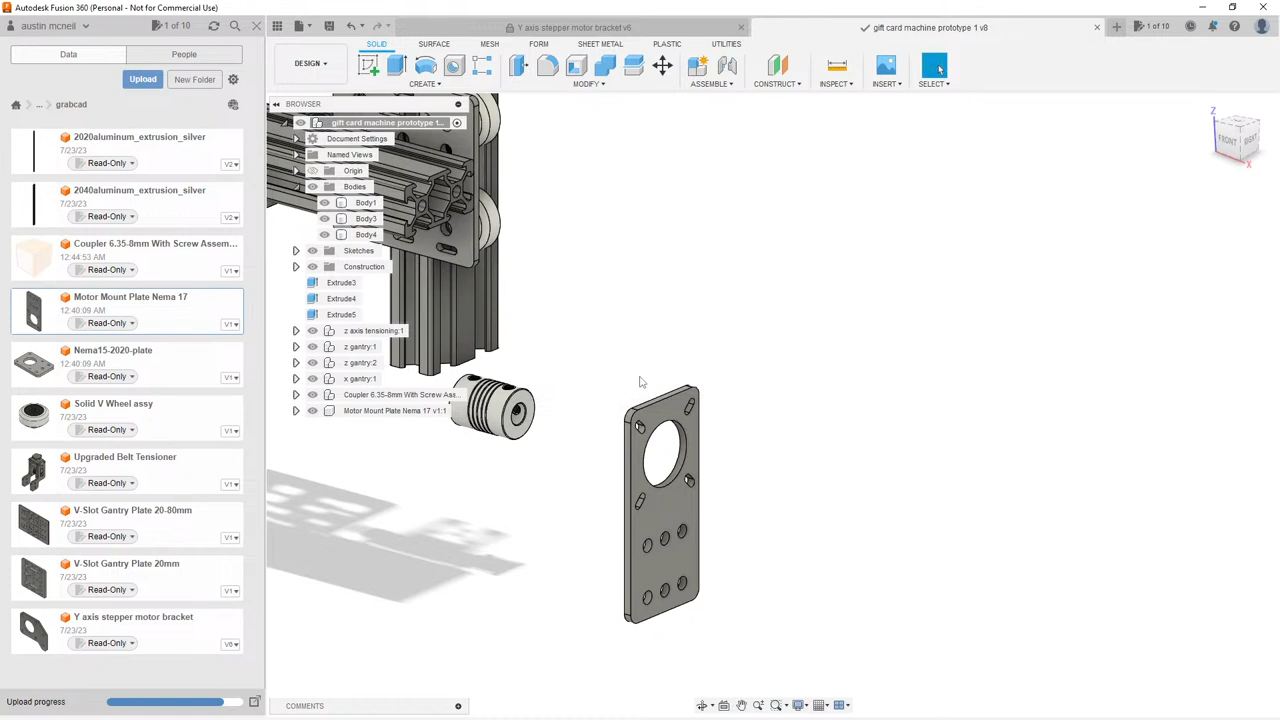 Autodesk Fusion 360 (Personal - Not for Commercial Use)
austin mcneil
1 of 10
Y axis stepper motor bracket v6
gift card machine prototype 1 v8
1 of 10
Data
People
Upload
New Folder
... grabcad
DESIGN
SOLID
SURFACE
MESH
FORM
SHEET METAL
PLASTIC
UTILITIES
CREATE
MODIFY
ASSEMBLE
CONSTRUCT
INSPECT
INSERT
SELECT
2020aluminum_extrusion_silver
7/23/23
Read-Only
V2
2040aluminum_extrusion_silver
7/23/23
Read-Only
V2
Coupler 6.35-8mm With Screw Assem...
12:44:53 AM
Read-Only
V1
Motor Mount Plate Nema 17
12:40:09 AM
Read-Only
V1
Nema15-2020-plate
12:40:09 AM
Read-Only
V1
Solid V Wheel assy
7/23/23
Read-Only
V1
Upgraded Belt Tensioner
7/23/23
Read-Only
V1
V-Slot Gantry Plate 20-80mm
7/23/23
Read-Only
V1
V-Slot Gantry Plate 20mm
7/23/23
Read-Only
V1
Y axis stepper motor bracket
7/23/23
Read-Only
V6
Upload progress
BROWSER
gift card machine prototype 1...
Document Settings
Named Views
Origin
Bodies
Body1
Body3
Body4
Sketches
Construction
Extrude3
Extrude4
Extrude5
z axis tensioning:1
z gantry:1
z gantry:2
x gantry:1
Coupler 6.35-8mm With Screw Ass...
Motor Mount Plate Nema 17 v1:1
Z
FRONT
RIGHT
X
COMMENTS